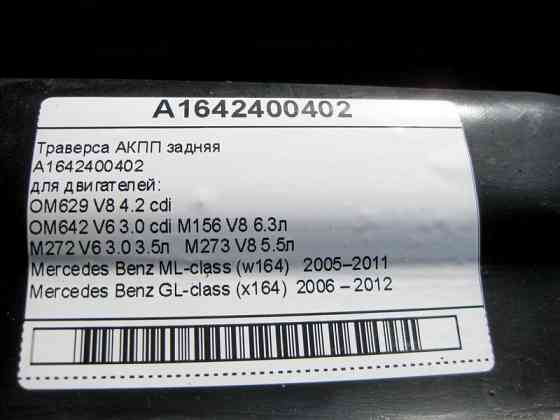 A1642400402
Траверса АКПП задняя
A1642400402
для двигателей:
OM629 V8 4.2 cdi
OM642 V6 3.0 cdi M156 V8 6.3л
M272 V6 3.0 3.5л M273 V8 5.5л
Mercedes Benz ML-class (w164) 2005–2011
Mercedes Benz GL-class (x164) 2006 – 2012